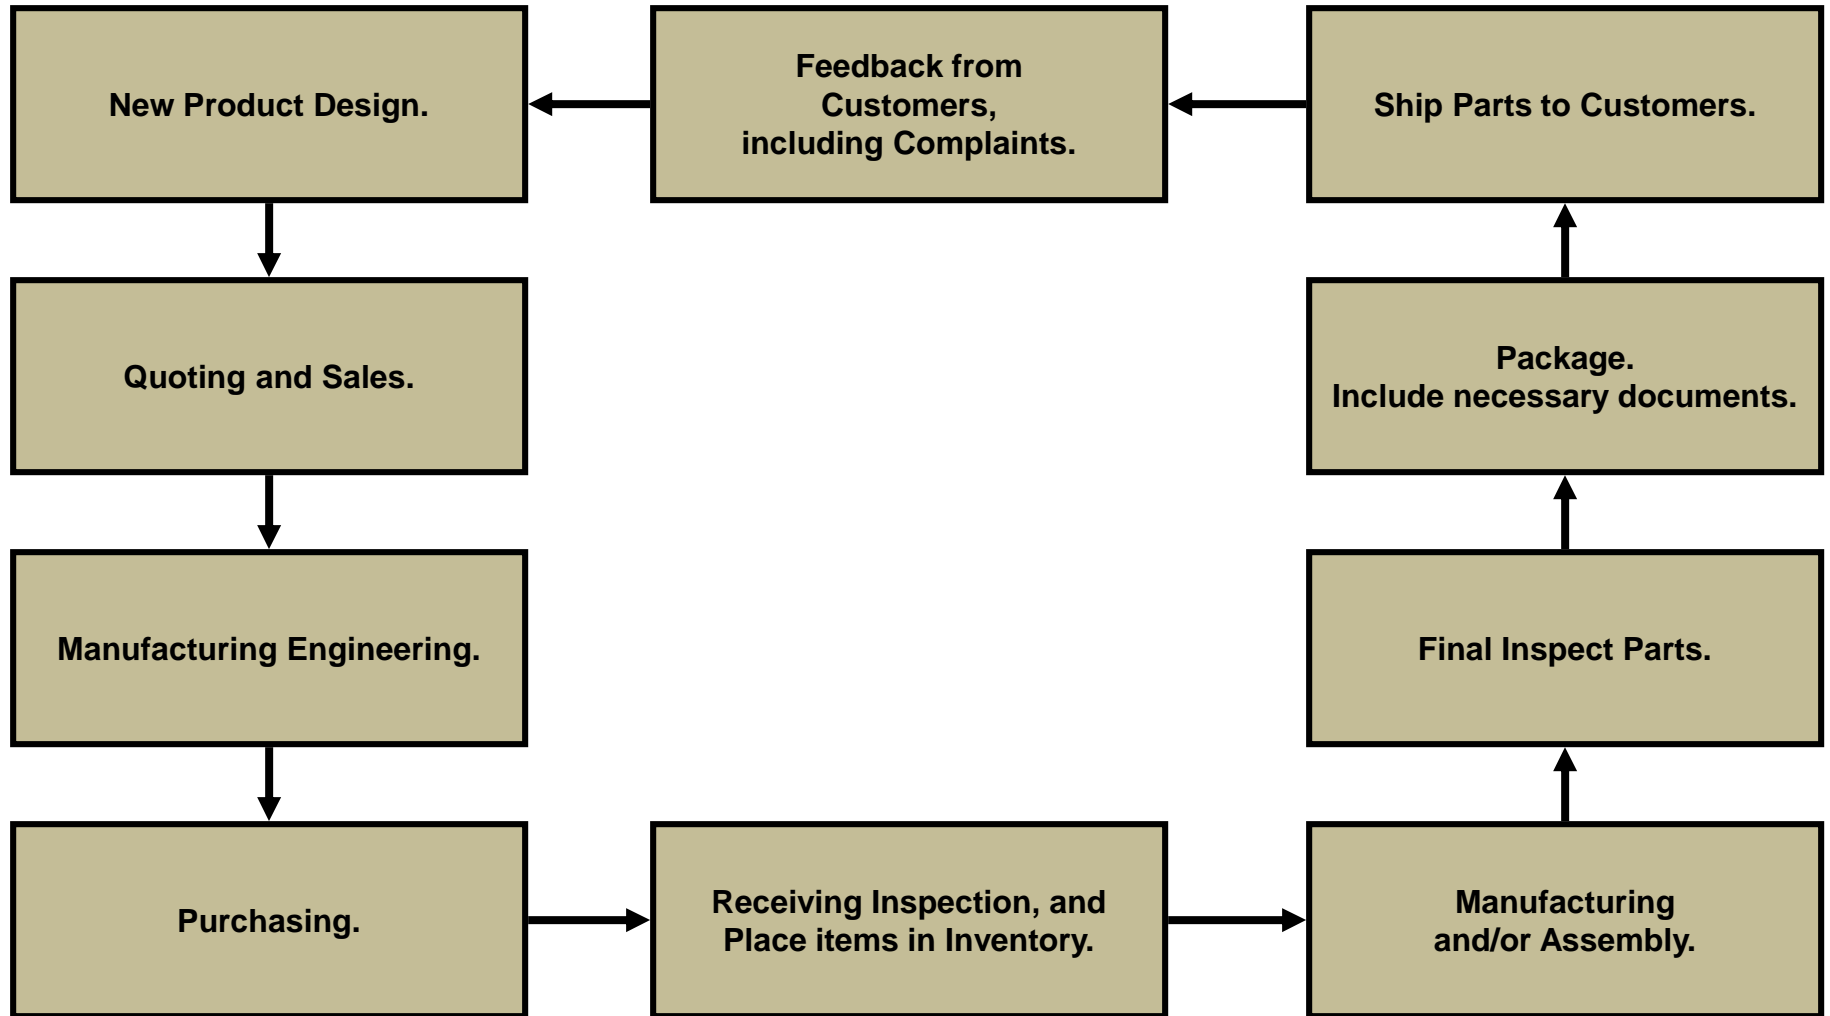 New Product Design.
Feedback from
Customers,
including Complaints.
Ship Parts to Customers.
Quoting and Sales.
Package.
Include necessary documents.
Manufacturing Engineering.
Final Inspect Parts.
Purchasing.
Receiving Inspection, and
Place items in Inventory.
Manufacturing
and/or Assembly.